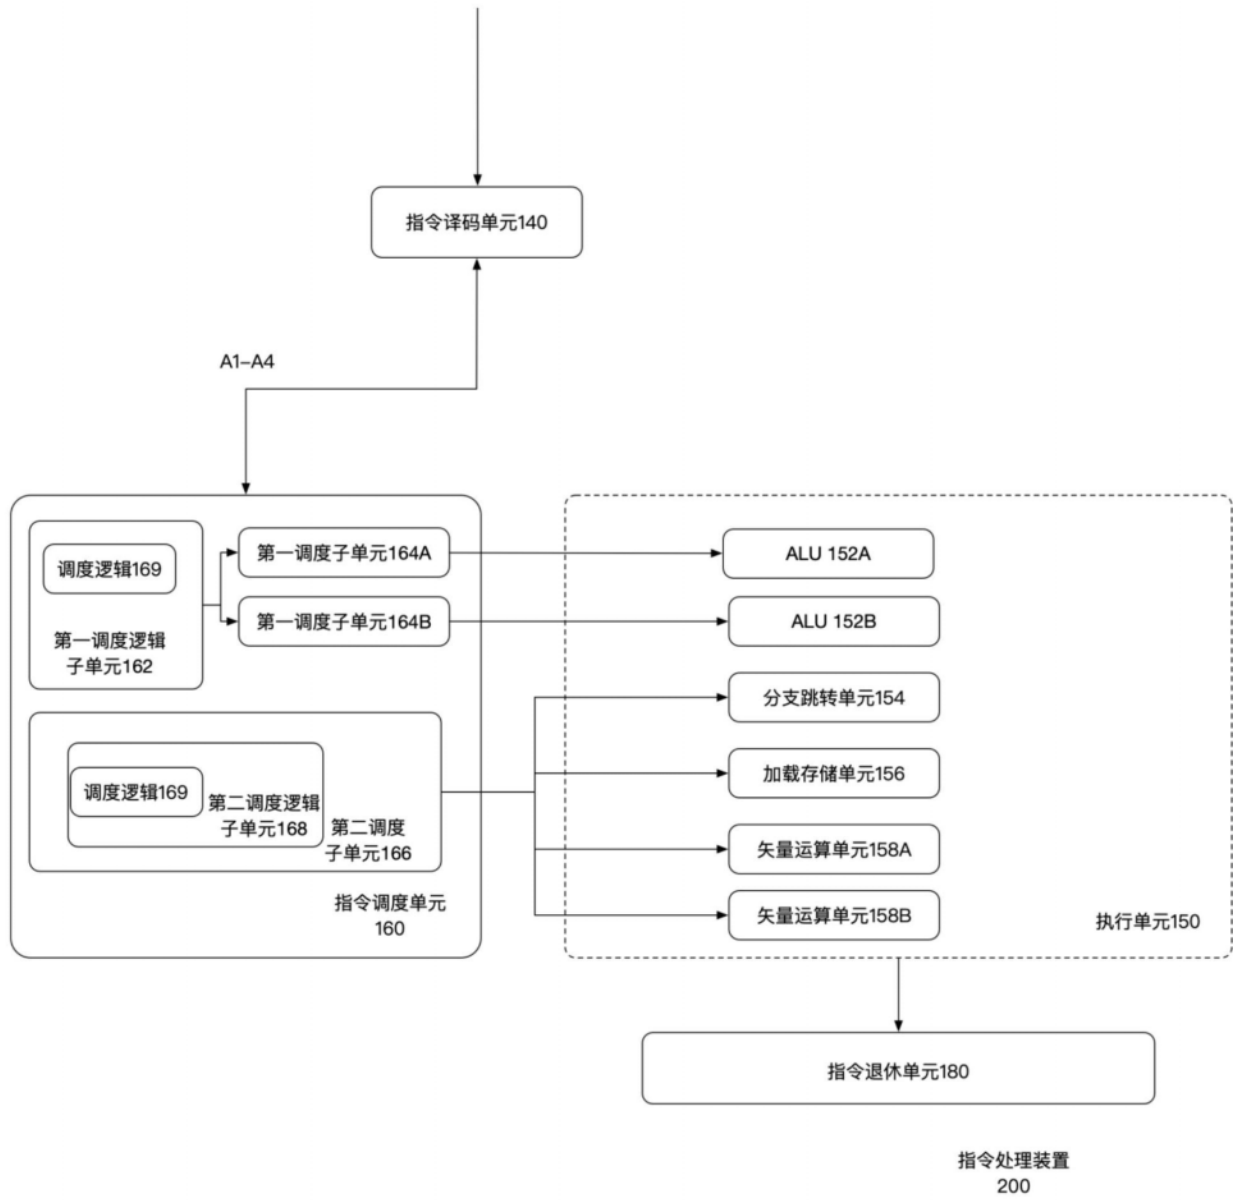 指令译码单元140
A1–A4
调度逻辑169
第一调度逻辑
子单元162
第一调度子单元164A
第一调度子单元164B
调度逻辑169
第二调度逻辑
子单元168
第二调度
子单元166
指令调度单元
160
ALU 152A
ALU 152B
分支跳转单元154
加载存储单元156
矢量运算单元158A
矢量运算单元158B
执行单元150
指令退休单元180
指令处理装置
200